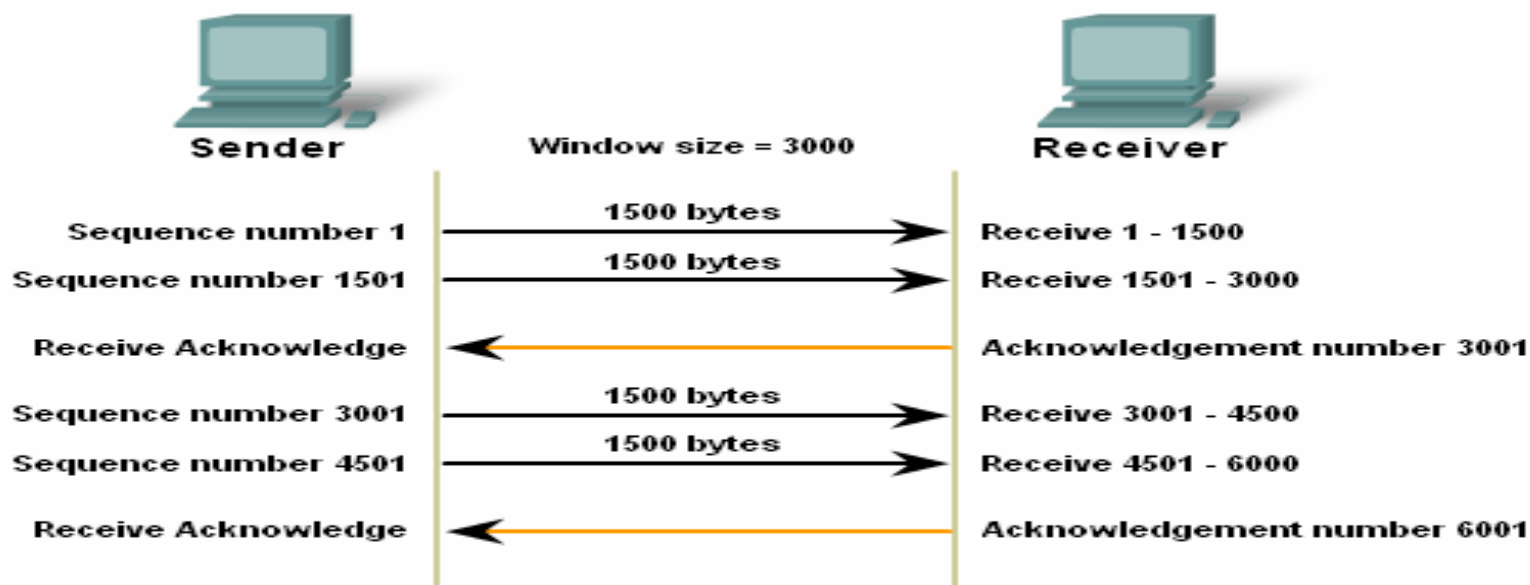 Sender
Window size = 3000
Receiver
1500 bytes
Sequence number 1
Receive 1 - 1500
1500 bytes
Sequence number 1501
Receive 1501 - 3000
Receive Acknowledge
Acknowledgement number 3001
1500 bytes
Sequence number 3001
Receive 3001 - 4500
1500 bytes
Sequence number 4501
Receive 4501 - 6000
Receive Acknowledge
Acknowledgement number 6001